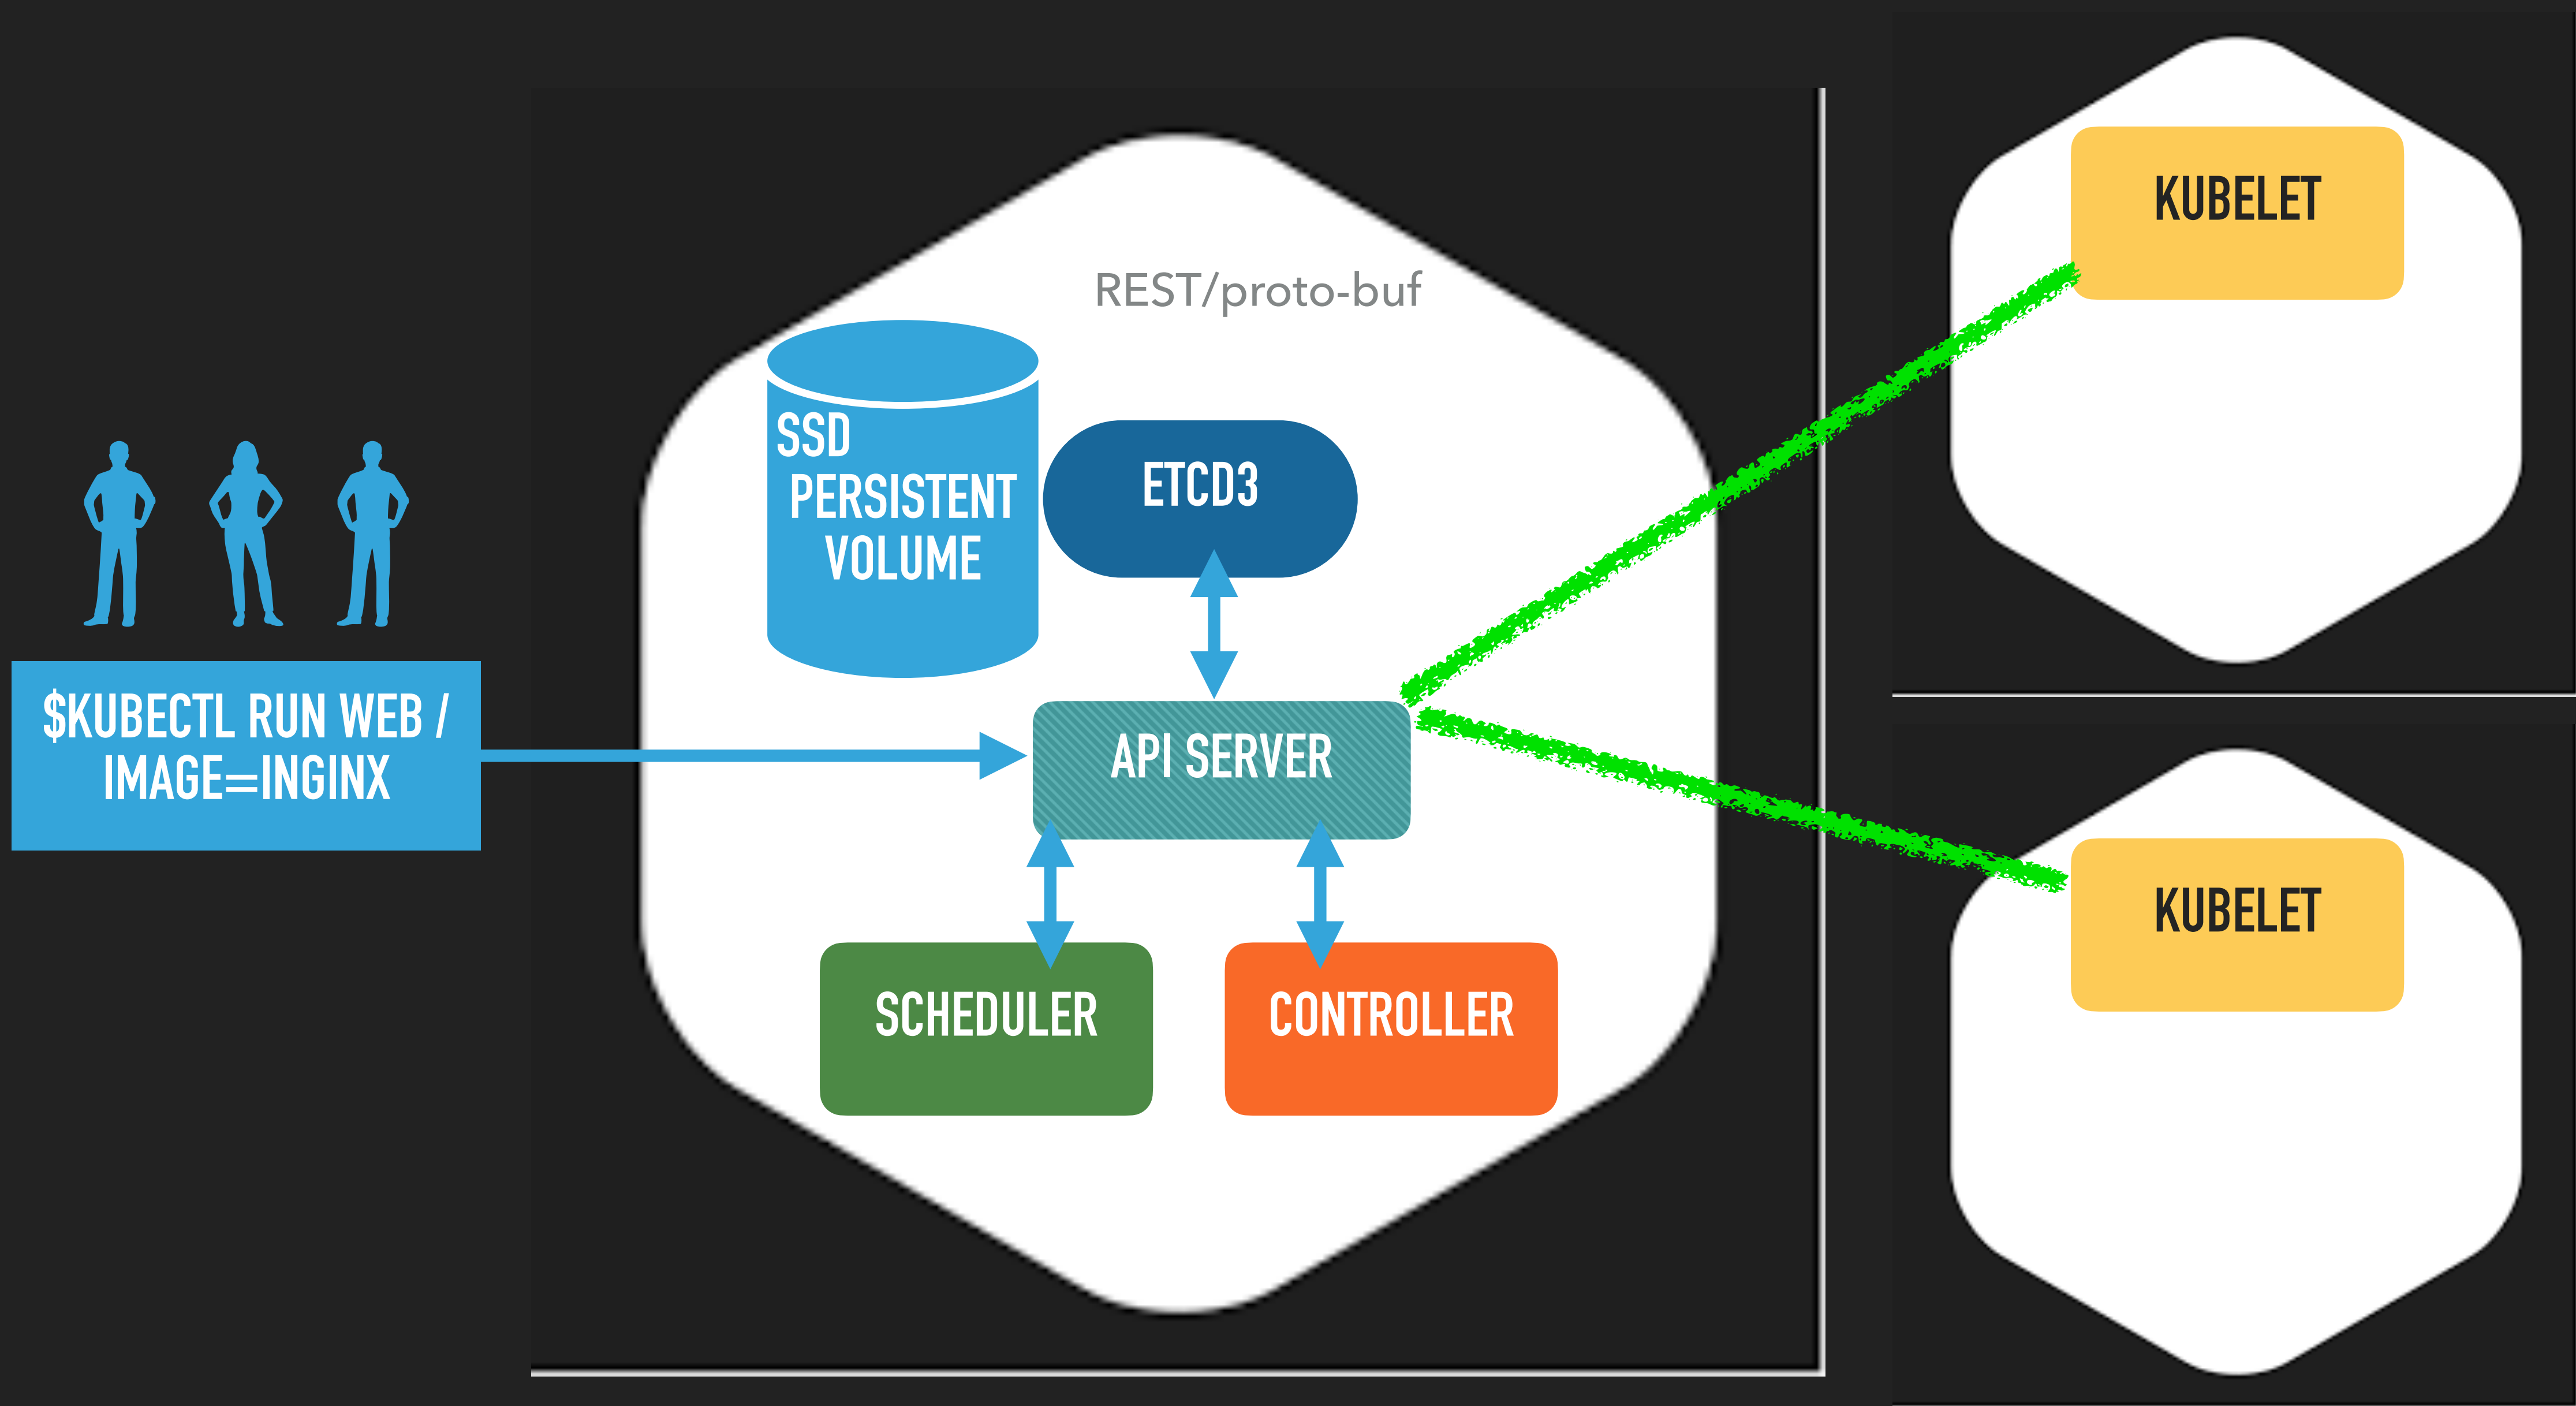 $KUBECTL RUN WEB /
IMAGE=INGINX
REST/proto-buf
SSD
PERSISTENT
VOLUME
ETCD3
API SERVER
SCHEDULER
CONTROLLER
KUBELET
KUBELET